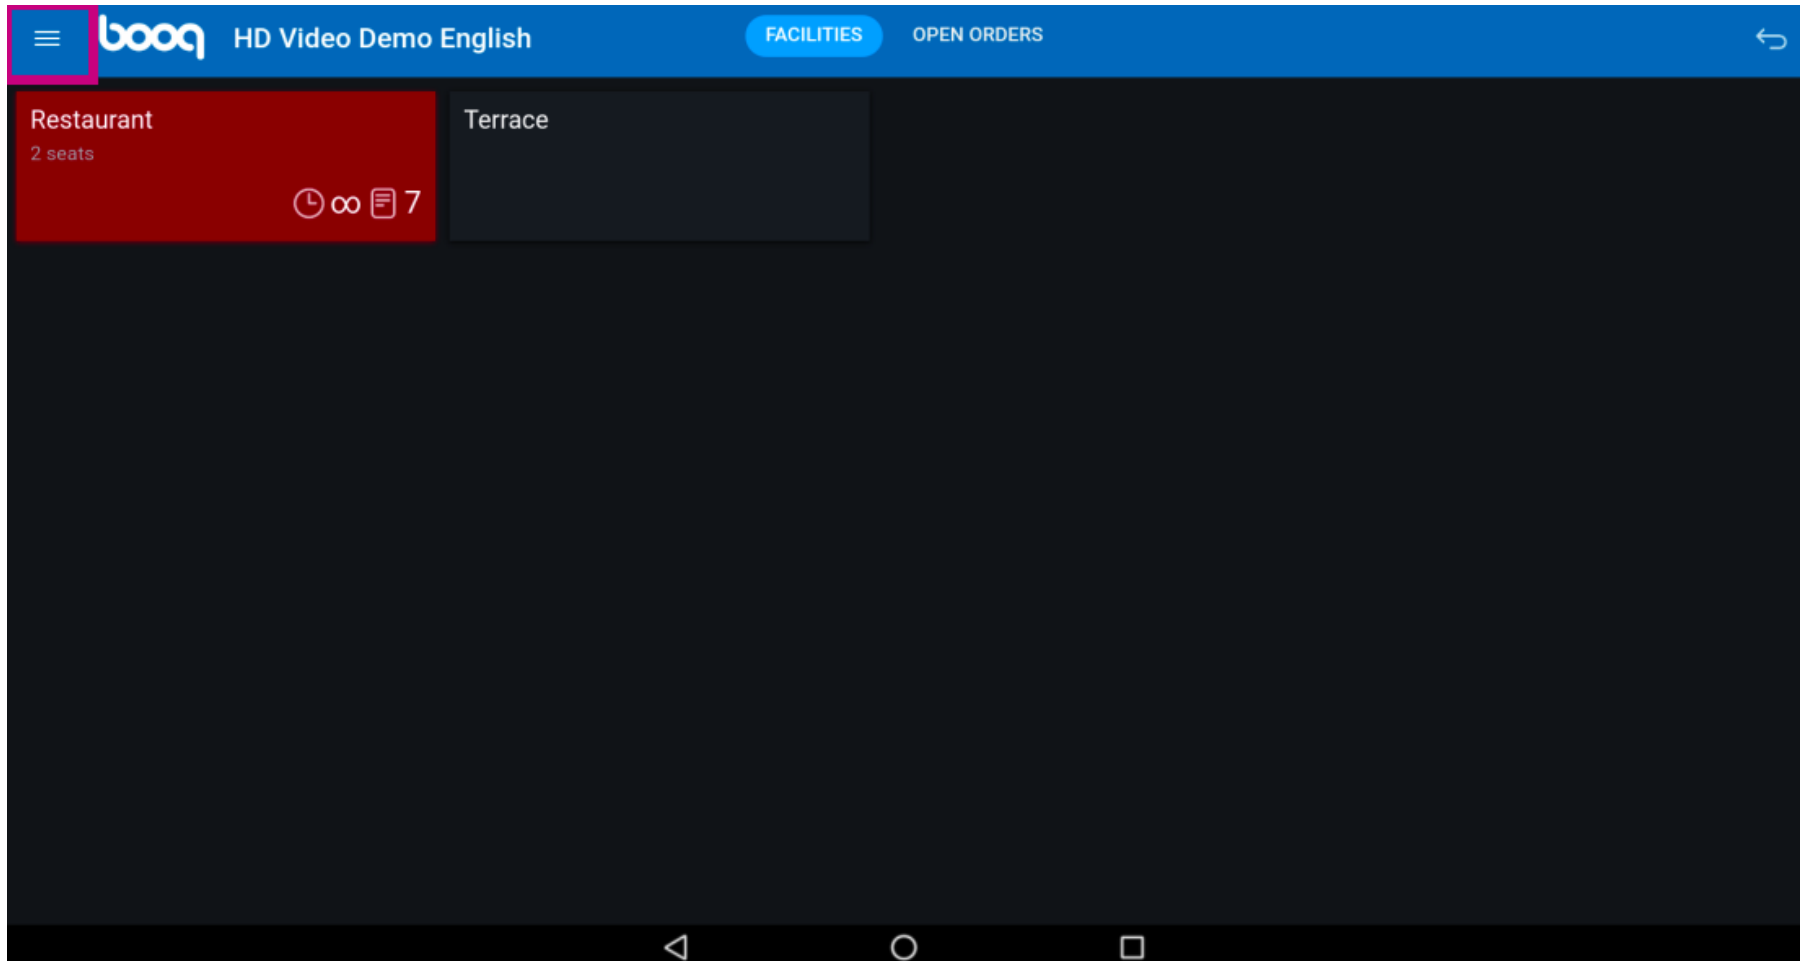 booq HD Video Demo English FACILITIES OPEN ORDERS
Restaurant
2 seats
∞ 7
Terrace